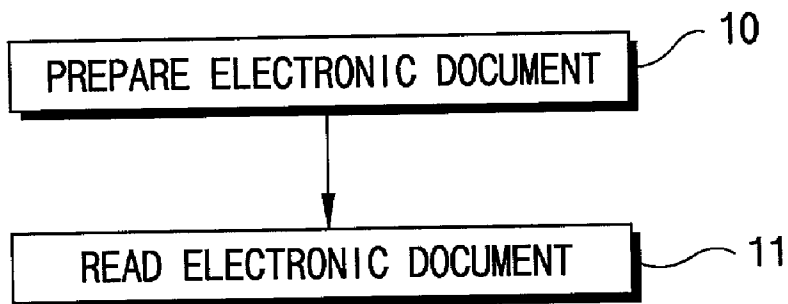 10
PREPARE ELECTRONIC DOCUMENT
READ ELECTRONIC DOCUMENT
11